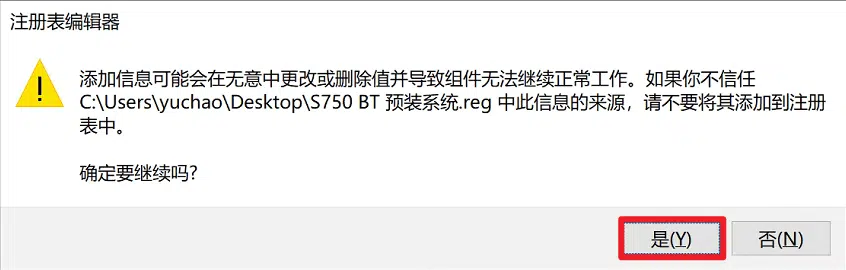 注册表编辑器
添加信息可能会在无意中更改或删除值并导致组件无法继续正常工作。如果你不信任
C:\Users\yuchao\Desktop\S750 BT 预装系统.reg 中此信息的来源，请不要将其添加到注册
表中。
确定要继续吗?
是(Y)
否(N)